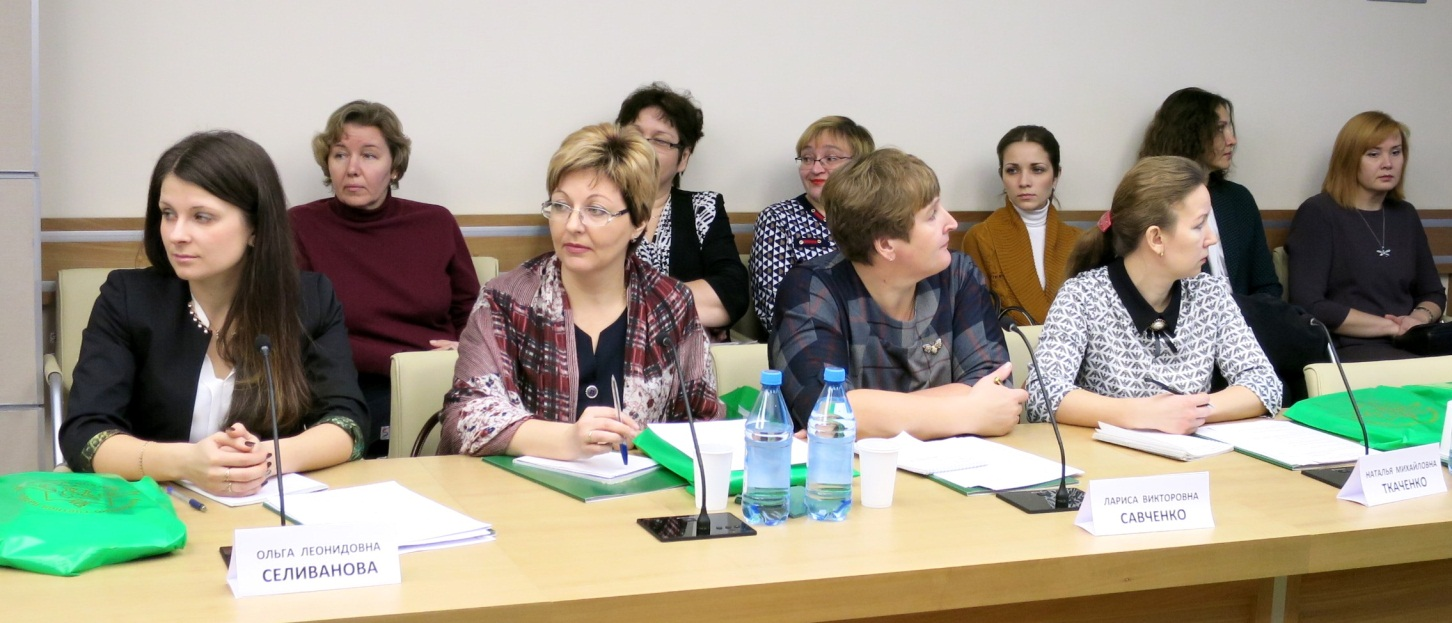 ОЛЬГА ЛЕОНИДОВНА
СЕЛИВАНОВА
ЛАРИСА ВИКТОРОВНА
САВЧЕНКО
НАТАЛЬЯ МИХАЙЛОВНА
ТКАЧЕНКО